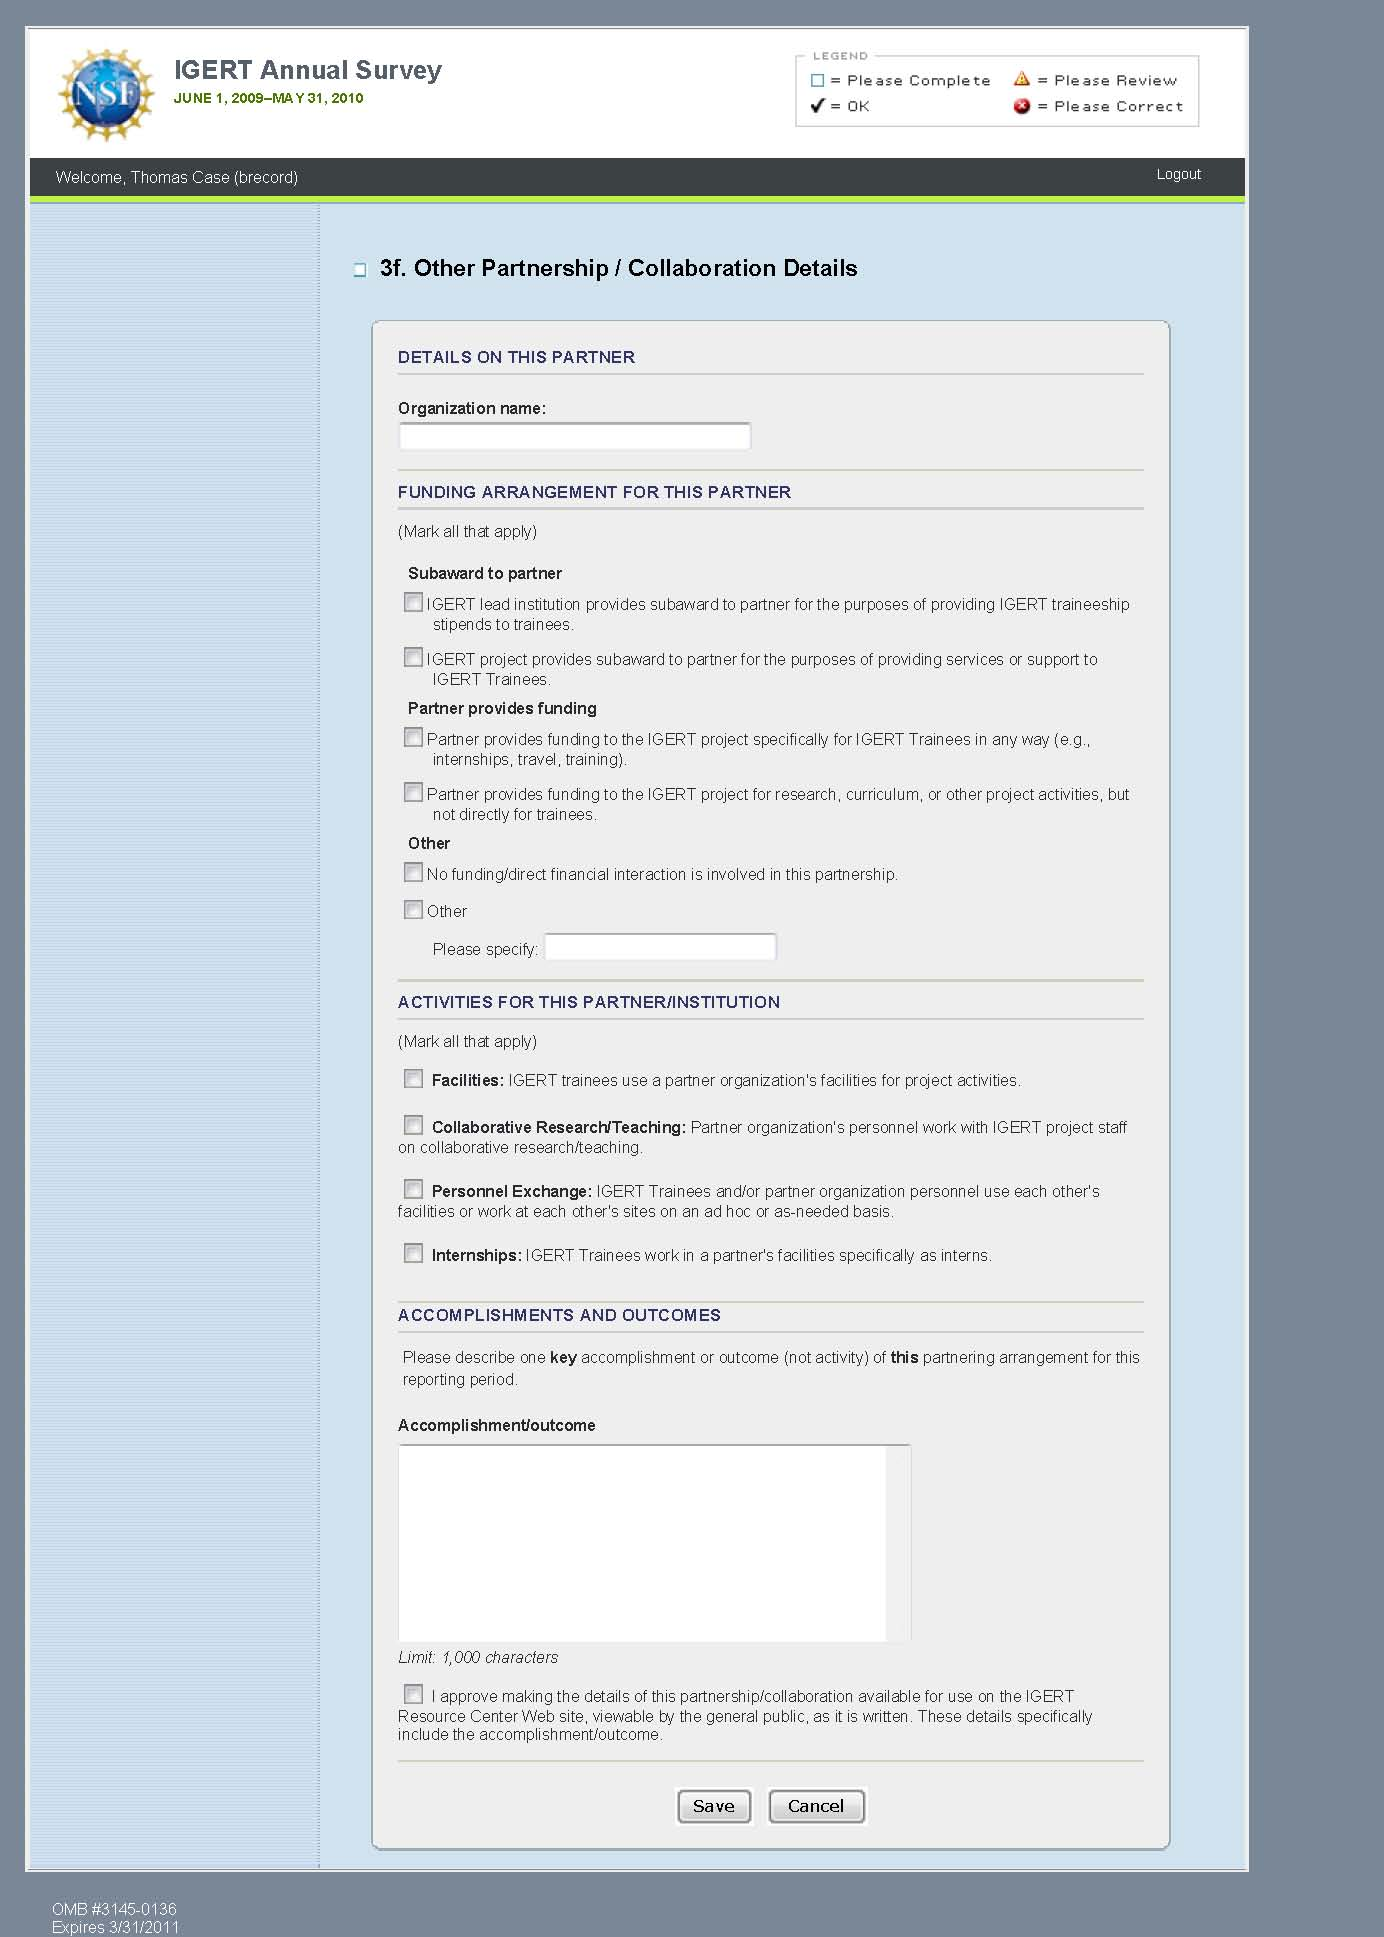 NSF
IGERT Annual Survey
JUNE 1, 2009–MAY 31, 2010
LEGEND
= Please Complete
= Please Review
= OK
= Please Correct
Welcome, Thomas Case (brecord)
Logout
3f. Other Partnership / Collaboration Details
DETAILS ON THIS PARTNER
Organization name:
FUNDING ARRANGEMENT FOR THIS PARTNER
(Mark all that apply)
Subaward to partner
IGERT lead institution provides subaward to partner for the purposes of providing IGERT traineeship
stipends to trainees.
IGERT project provides subaward to partner for the purposes of providing services or support to
IGERT Trainees.
Partner provides funding
Partner provides funding to the IGERT project specifically for IGERT Trainees in any way (e.g.,
internships, travel, training).
Partner provides funding to the IGERT project for research, curriculum, or other project activities, but
not directly for trainees.
Other
No funding/direct financial interaction is involved in this partnership.
Other
Please specify:
ACTIVITIES FOR THIS PARTNER/INSTITUTION
(Mark all that apply)
Facilities: IGERT trainees use a partner organization's facilities for project activities.
Collaborative Research/Teaching: Partner organization's personnel work with IGERT project staff
on collaborative research/teaching.
Personnel Exchange: IGERT Trainees and/or partner organization personnel use each other's
facilities or work at each other's sites on an ad hoc or as-needed basis.
Internships: IGERT Trainees work in a partner's facilities specifically as interns.
ACCOMPLISHMENTS AND OUTCOMES
Please describe one key accomplishment or outcome (not activity) of this partnering arrangement for this
reporting period.
Accomplishment/outcome
Limit: 1,000 characters
I approve making the details of this partnership/collaboration available for use on the IGERT
Resource Center Web site, viewable by the general public, as it is written. These details specifically
include the accomplishment/outcome.
Save
Cancel
OMB #3145-0136
Expires 3/31/2011